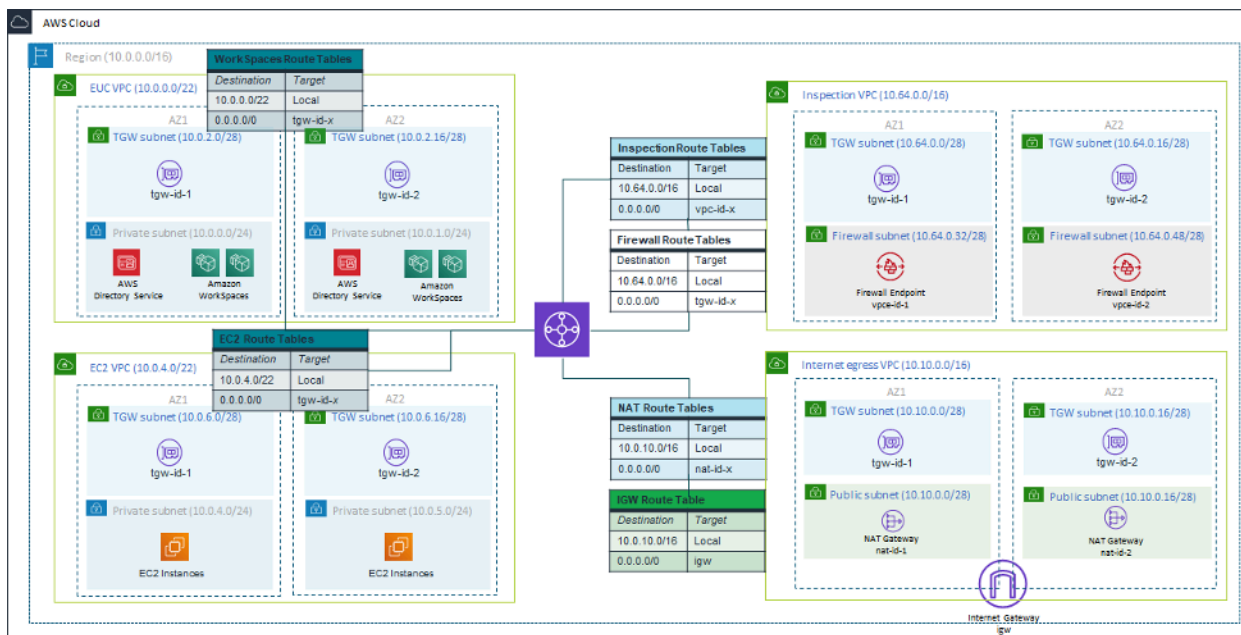 AWS Cloud
Region (10.0.0.0/16)
WorkSpaces Route Tables
Destination Target
10.0.0.0/22 Local
0.0.0.0/0 tgw-id-x
EUC VPC (10.0.0.0/22)
AZ1
AZ2
TGW subnet (10.0.2.0/28)
TGW subnet (10.0.2.16/28)
tgw-id-1
tgw-id-2
Private subnet (10.0.0.0/24)
Private subnet (10.0.1.0/24)
AWS
Directory Service
Amazon
WorkSpaces
AWS
Directory Service
Amazon
WorkSpaces
EC2 Route Tables
Destination Target
10.0.4.0/22 Local
0.0.0.0/0 tgw-id-x
EC2 VPC (10.0.4.0/22)
AZ1
AZ2
TGW subnet (10.0.6.0/28)
TGW subnet (10.0.6.16/28)
tgw-id-1
tgw-id-2
Private subnet (10.0.4.0/24)
Private subnet (10.0.5.0/24)
EC2 Instances
EC2 Instances
Inspection Route Tables
Destination Target
10.64.0.0/16 Local
0.0.0.0/0 vpc-id-x
Firewall Route Tables
Destination Target
10.64.0.0/16 Local
0.0.0.0/0 tgw-id-x
NAT Route Tables
Destination Target
10.0.10.0/16 Local
0.0.0.0/0 nat-id-x
IGW Route Table
Destination Target
10.0.10.0/16 Local
0.0.0.0/0 igw
Inspection VPC (10.64.0.0/16)
AZ1
AZ2
TGW subnet (10.64.0.0/28)
TGW subnet (10.64.0.16/28)
tgw-id-1
tgw-id-2
Firewall subnet (10.64.0.32/28)
Firewall subnet (10.64.0.48/28)
Firewall Endpoint
vpce-id-1
Firewall Endpoint
vpce-id-2
Internet egress VPC (10.10.0.0/16)
AZ1
AZ2
TGW subnet (10.10.0.0/28)
TGW subnet (10.10.0.16/28)
tgw-id-1
tgw-id-2
Public subnet (10.10.0.0/28)
Public subnet (10.10.0.16/28)
NAT Gateway
nat-id-1
NAT Gateway
nat-id-2
Internet Gateway
igw